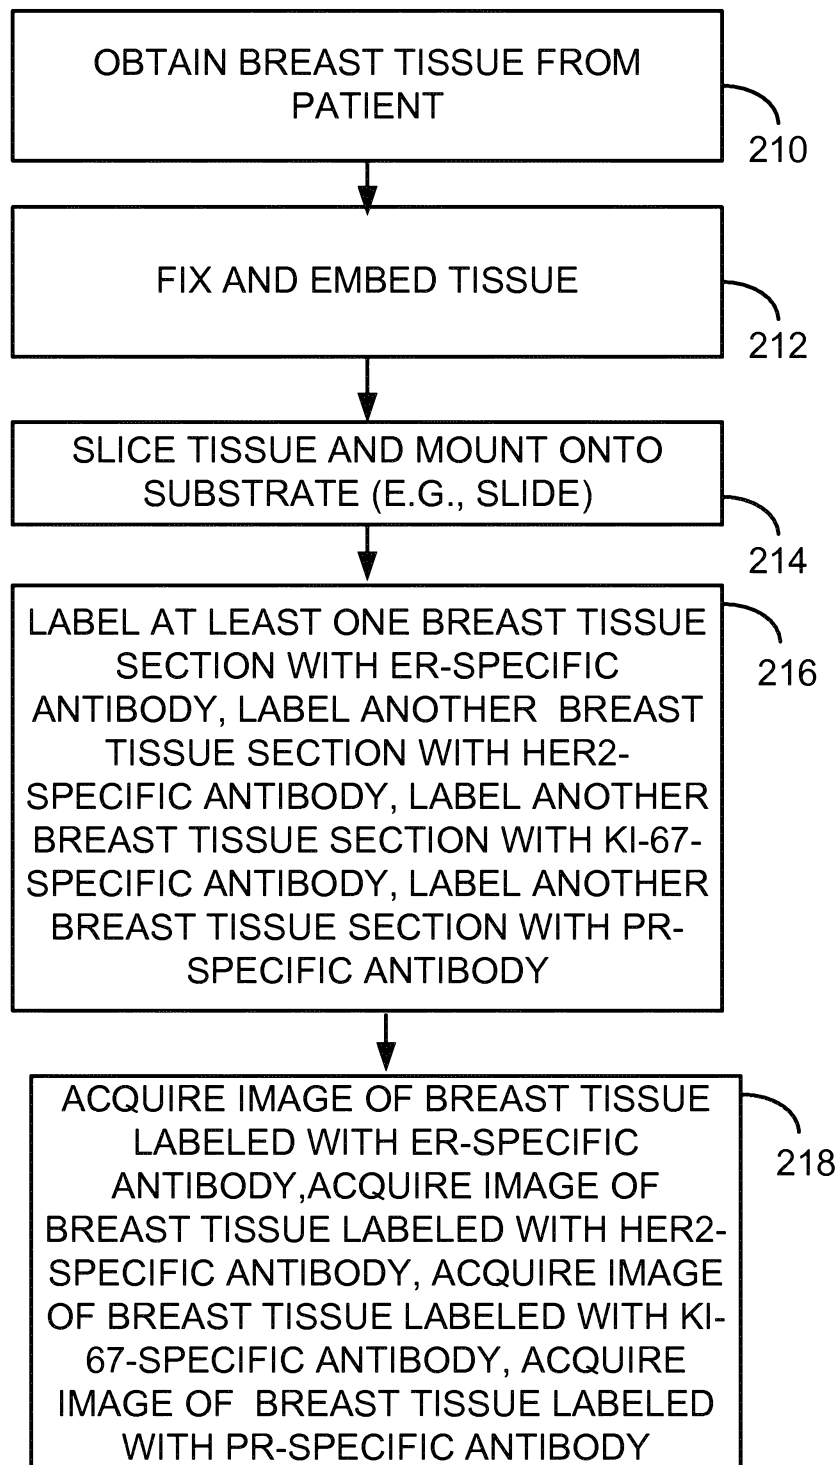 OBTAIN BREAST TISSUE FROM
PATIENT
210
FIX AND EMBED TISSUE
212
SLICE TISSUE AND MOUNT ONTO
SUBSTRATE (E.G., SLIDE)
214
LABEL AT LEAST ONE BREAST TISSUE
SECTION WITH ER-SPECIFIC
ANTIBODY, LABEL ANOTHER BREAST
TISSUE SECTION WITH HER2-
SPECIFIC ANTIBODY, LABEL ANOTHER
BREAST TISSUE SECTION WITH KI-67-
SPECIFIC ANTIBODY, LABEL ANOTHER
BREAST TISSUE SECTION WITH PR-
SPECIFIC ANTIBODY
216
ACQUIRE IMAGE OF BREAST TISSUE
LABELED WITH ER-SPECIFIC
ANTIBODY,ACQUIRE IMAGE OF
BREAST TISSUE LABELED WITH HER2-
SPECIFIC ANTIBODY, ACQUIRE IMAGE
OF BREAST TISSUE LABELED WITH KI-
67-SPECIFIC ANTIBODY, ACQUIRE
IMAGE OF BREAST TISSUE LABELED
WITH PR-SPECIFIC ANTIBODY
218